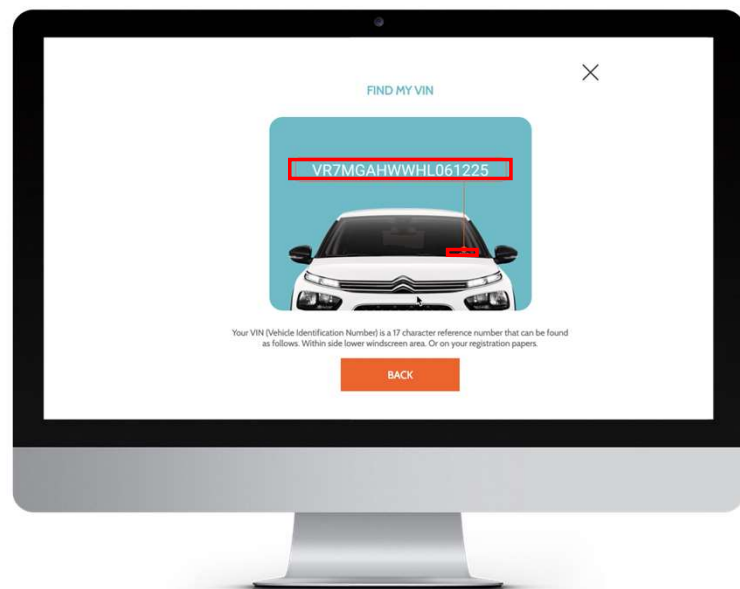 FIND MY VIN
VR7MGAHWWHL061225
Your VIN (Vehicle Identification Number) is a 17 character reference number that can be found
as follows. Within side lower windscreen area. Or on your registration papers.
BACK